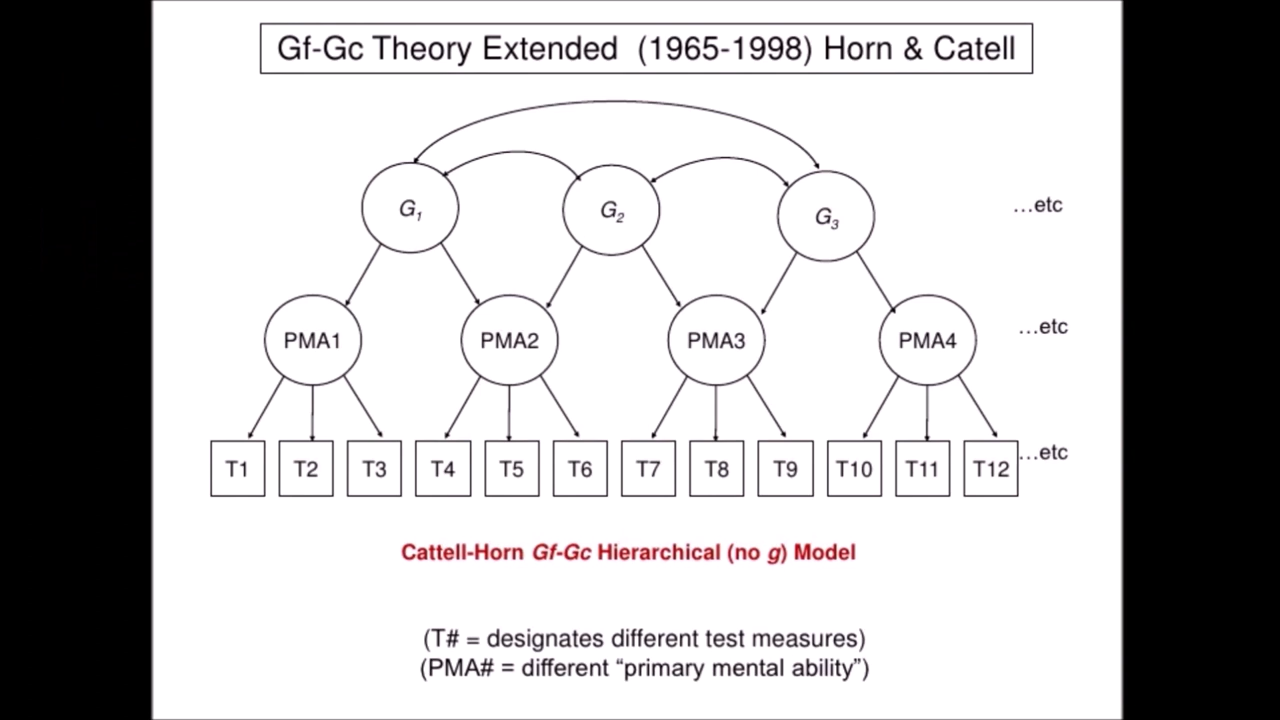 Gf-Gc Theory Extended (1965-1998) Horn & Catell
G1
G2
G3
...etc
PMA1
PMA2
PMA3
PMA4
...etc
T1
T2
T3
T4
T5
T6
T7
T8
T9
T10
T11
T12
...etc
Cattell-Horn Gf-Gc Hierarchical (no g) Model
(T# = designates different test measures)
(PMA# = different “primary mental ability”)